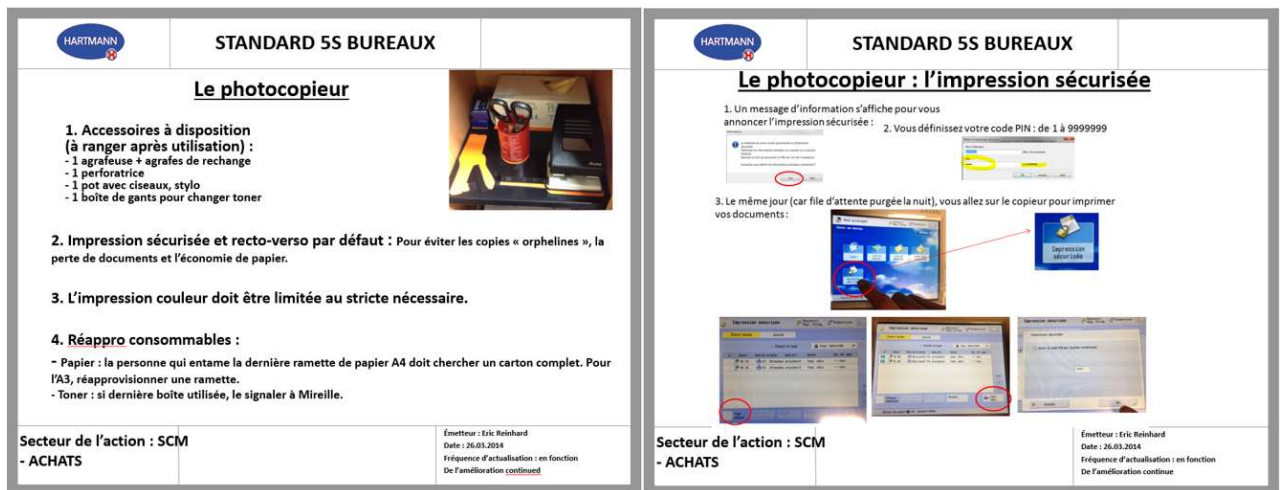 HARTMANN
STANDARD 5S BUREAUX
Le photocopieur
1. Accessoires à disposition
(à ranger après utilisation) :
- 1 agrafeuse + agrafes de rechange
- 1 perforatrice
- 1 pot avec ciseaux, stylo
- 1 boîte de gants pour changer toner
2. Impression sécurisée et recto-verso par défaut : Pour éviter les copies « orphelines », la
perte de documents et l'économie de papier.
3. L'impression couleur doit être limitée au stricte nécessaire.
4. Réappro consommables :
- Papier : la personne qui entame la dernière ramette de papier A4 doit chercher un carton complet. Pour
l'A3, réapprovisionner une ramette.
- Toner : si dernière boîte utilisée, le signaler à Mireille.
Secteur de l'action : SCM
- ACHATS
Émetteur : Eric Reinhard
Date : 26.03.2014
Fréquence d'actualisation : en fonction
De l'amélioration continued
HARTMANN
STANDARD 5S BUREAUX
Le photocopieur : l'impression sécurisée
1. Un message d'information s'affiche pour vous
annoncer l'impression sécurisée :
2. Vous définissez votre code PIN : de 1 à 9999999
3. Le même jour (car file d'attente purgée la nuit), vous allez sur le copieur pour imprimer
vos documents :
Impression
sécurisée
Impression sécurisée
Impression sécurisée
Secteur de l'action : SCM
- ACHATS
Émetteur : Eric Reinhard
Date : 26.03.2014
Fréquence d'actualisation : en fonction
De l'amélioration continue